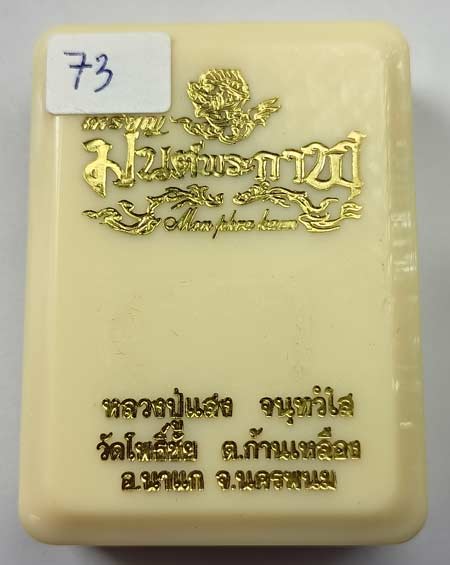 73
เหรียญ
มนต์พระกาฬ
Mon phra karn
หลวงปู่แสง จนฺทวํโส
วัดโพธิ์ชัย ต.ก้านเหลือง
อ.นาแก จ.นครพนม